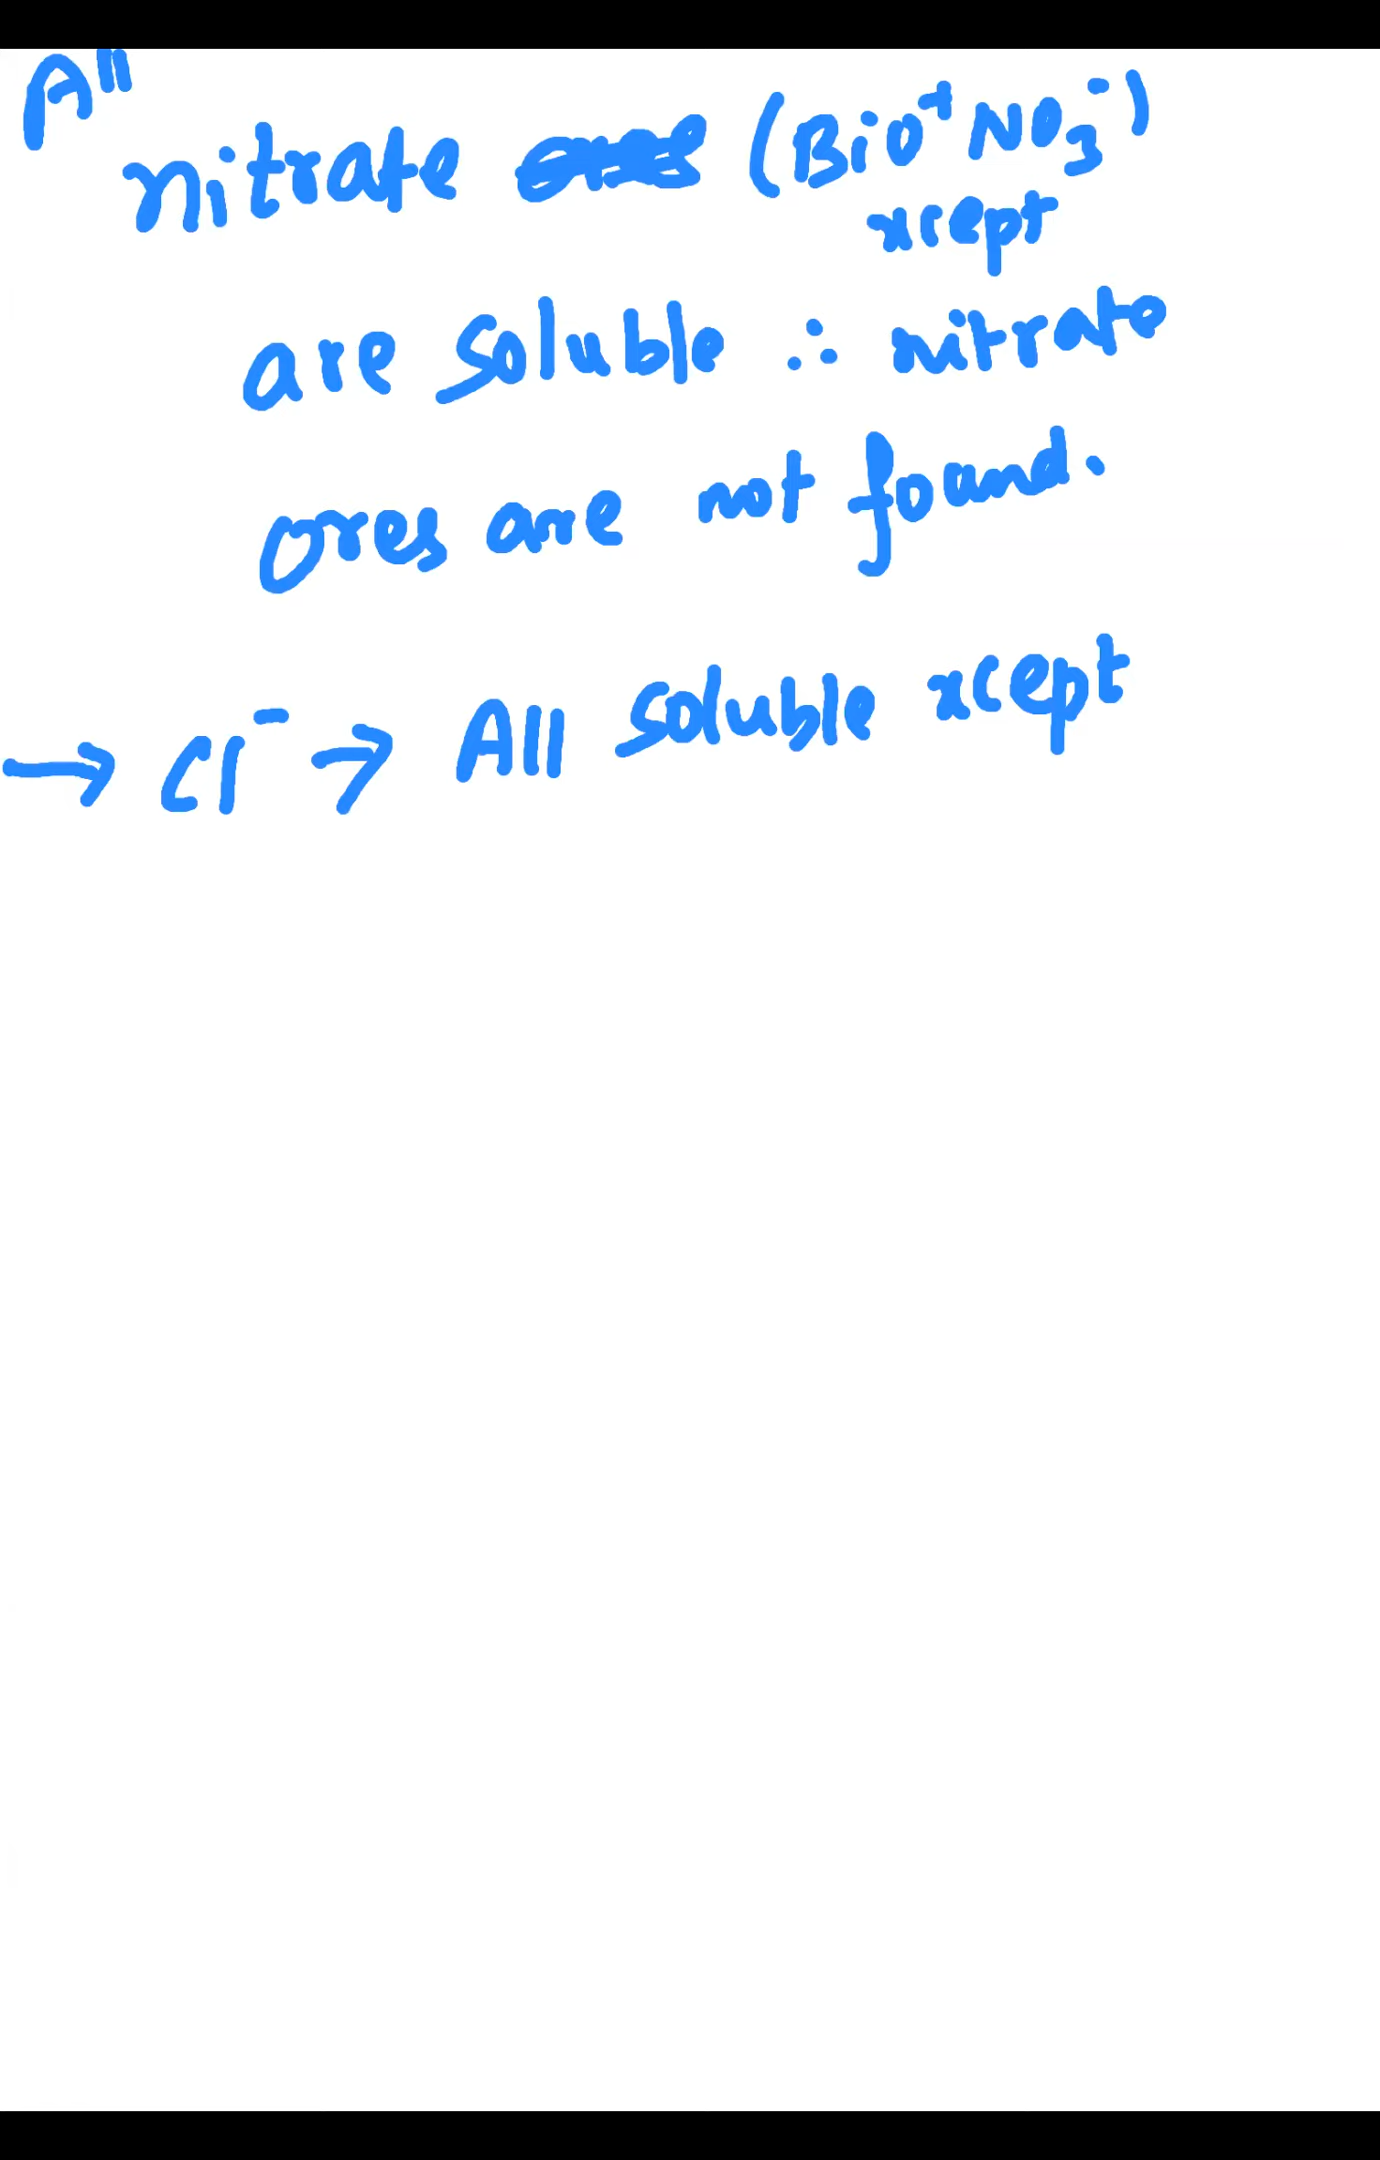 All
nitrate (BiO⁺NO₃⁻)
xcept
are soluble ∴ nitrate
ores are not found.
→ Cl⁻ → All soluble xcept